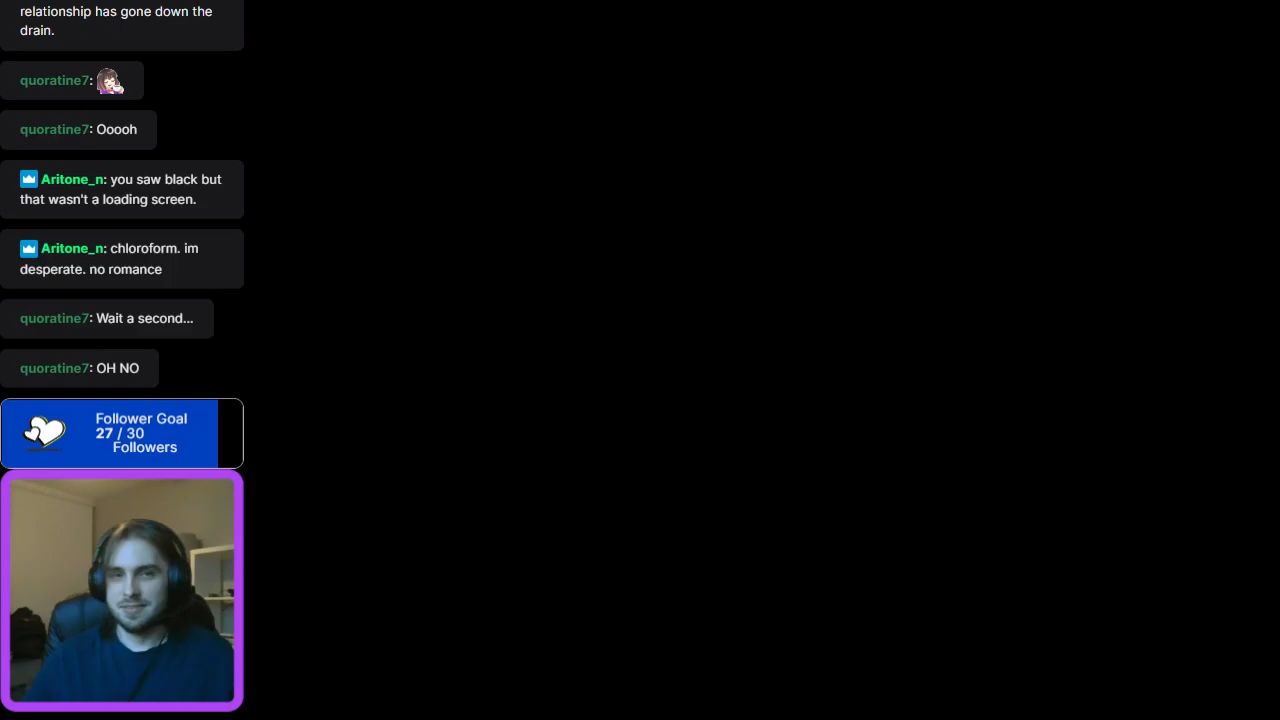 relationship has gone down the
drain.
quoratine7:
quoratine7: Ooooh
Aritone_n: you saw black but
that wasn't a loading screen.
Aritone_n: chloroform. im
desperate. no romance
quoratine7: Wait a second...
quoratine7: OH NO
Follower Goal
27 / 30
Followers